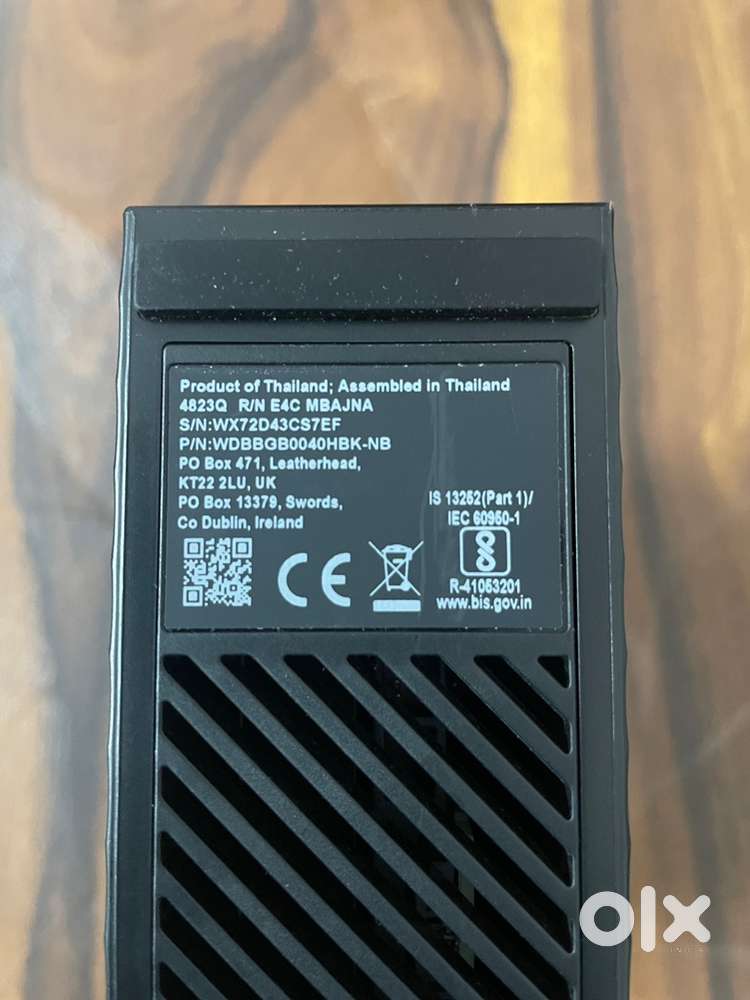 Product of Thailand; Assembled in Thailand
4823Q R/N E4C MBAJNA
S/N:WX72D43CS7EF
P/N:WDBBGB0040HBK-NB
PO Box 471, Leatherhead,
KT22 2LU, UK
PO Box 13379, Swords,
Co Dublin, Ireland
IS 13252(Part 1)/
IEC 60950-1
CE
R-41053201
www.bis.gov.in
olx
INDIA